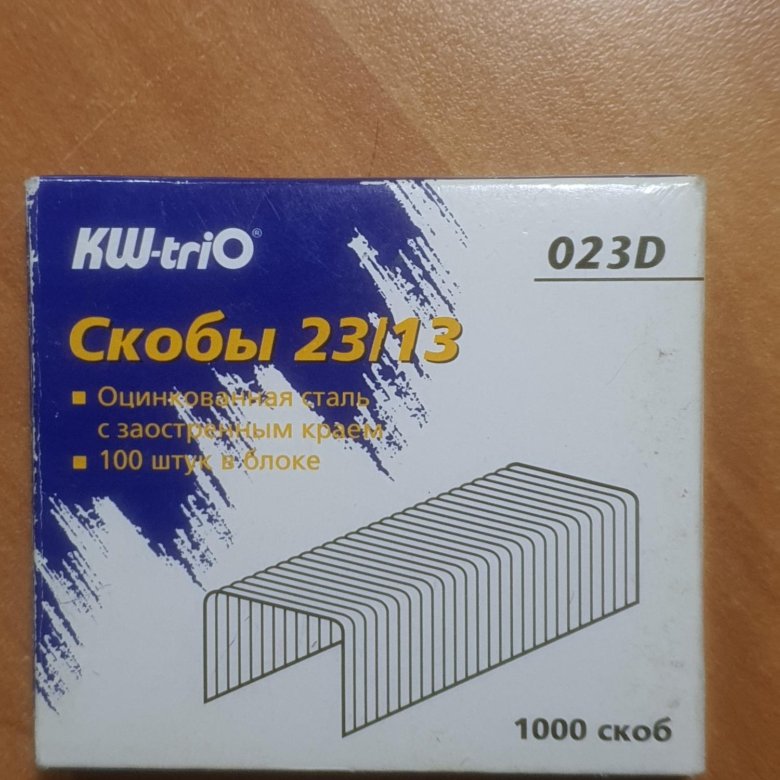 KW-triO®
023D
Скобы 23/13
▪ Оцинкованная сталь
с заостренным краем
▪ 100 штук в блоке
1000 скоб